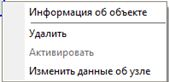 Информация об объекте
Удалить
Активировать
Изменить данные об узле